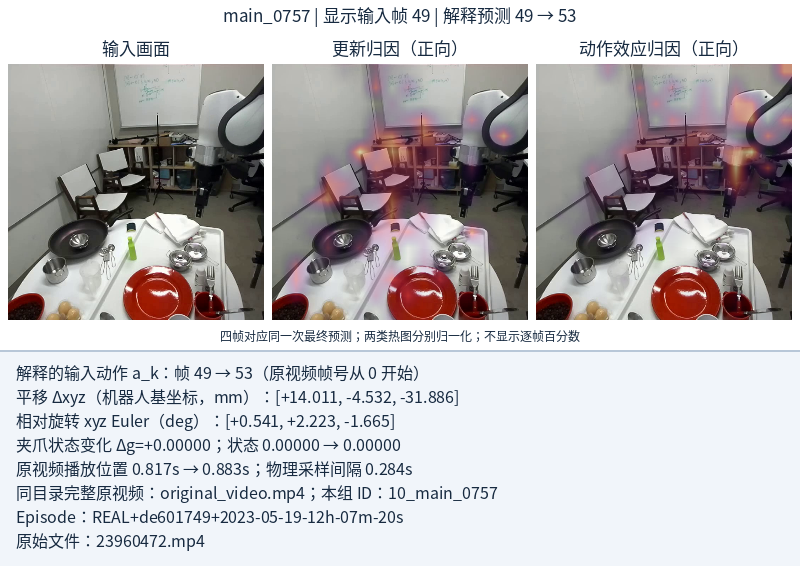 main_0757 | 显示输入帧 49 | 解释预测 49 → 53
输入画面
更新归因（正向）
动作效应归因（正向）
四帧对应同一次最终预测；两类热图分别归一化；不显示逐帧百分数
解释的输入动作 a_k：帧 49 → 53（原视频帧号从 0 开始）
平移 Δxyz（机器人基坐标，mm）：[+14.011, -4.532, -31.886]
相对旋转 xyz Euler（deg）：[+0.541, +2.223, -1.665]
夹爪状态变化 Δg=+0.00000；状态 0.00000 → 0.00000
原视频播放位置 0.817s → 0.883s；物理采样间隔 0.284s
同目录完整原视频：original_video.mp4；本组 ID：10_main_0757
Episode：REAL+de601749+2023-05-19-12h-07m-20s
原始文件：23960472.mp4